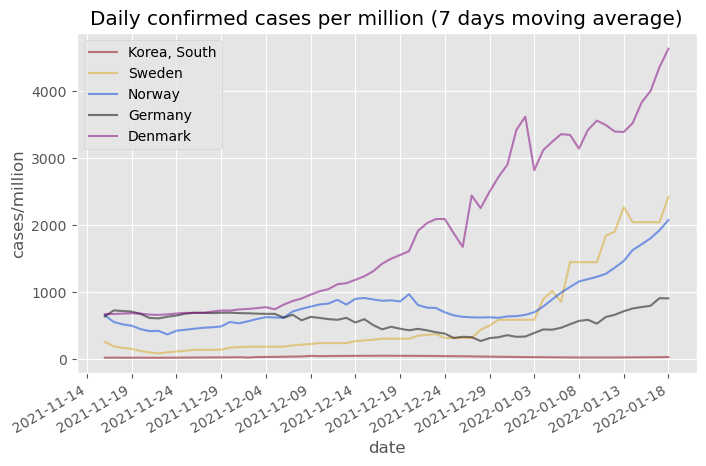 Daily confirmed cases per million (7 days moving average)
Korea, South
Sweden
Norway
Germany
Denmark
cases/million
4000
3000
2000
1000
0
2021-11-14
2021-11-19
2021-11-24
2021-11-29
2021-12-04
2021-12-09
2021-12-14
2021-12-19
2021-12-24
2021-12-29
2022-01-03
2022-01-08
2022-01-13
2022-01-18
date